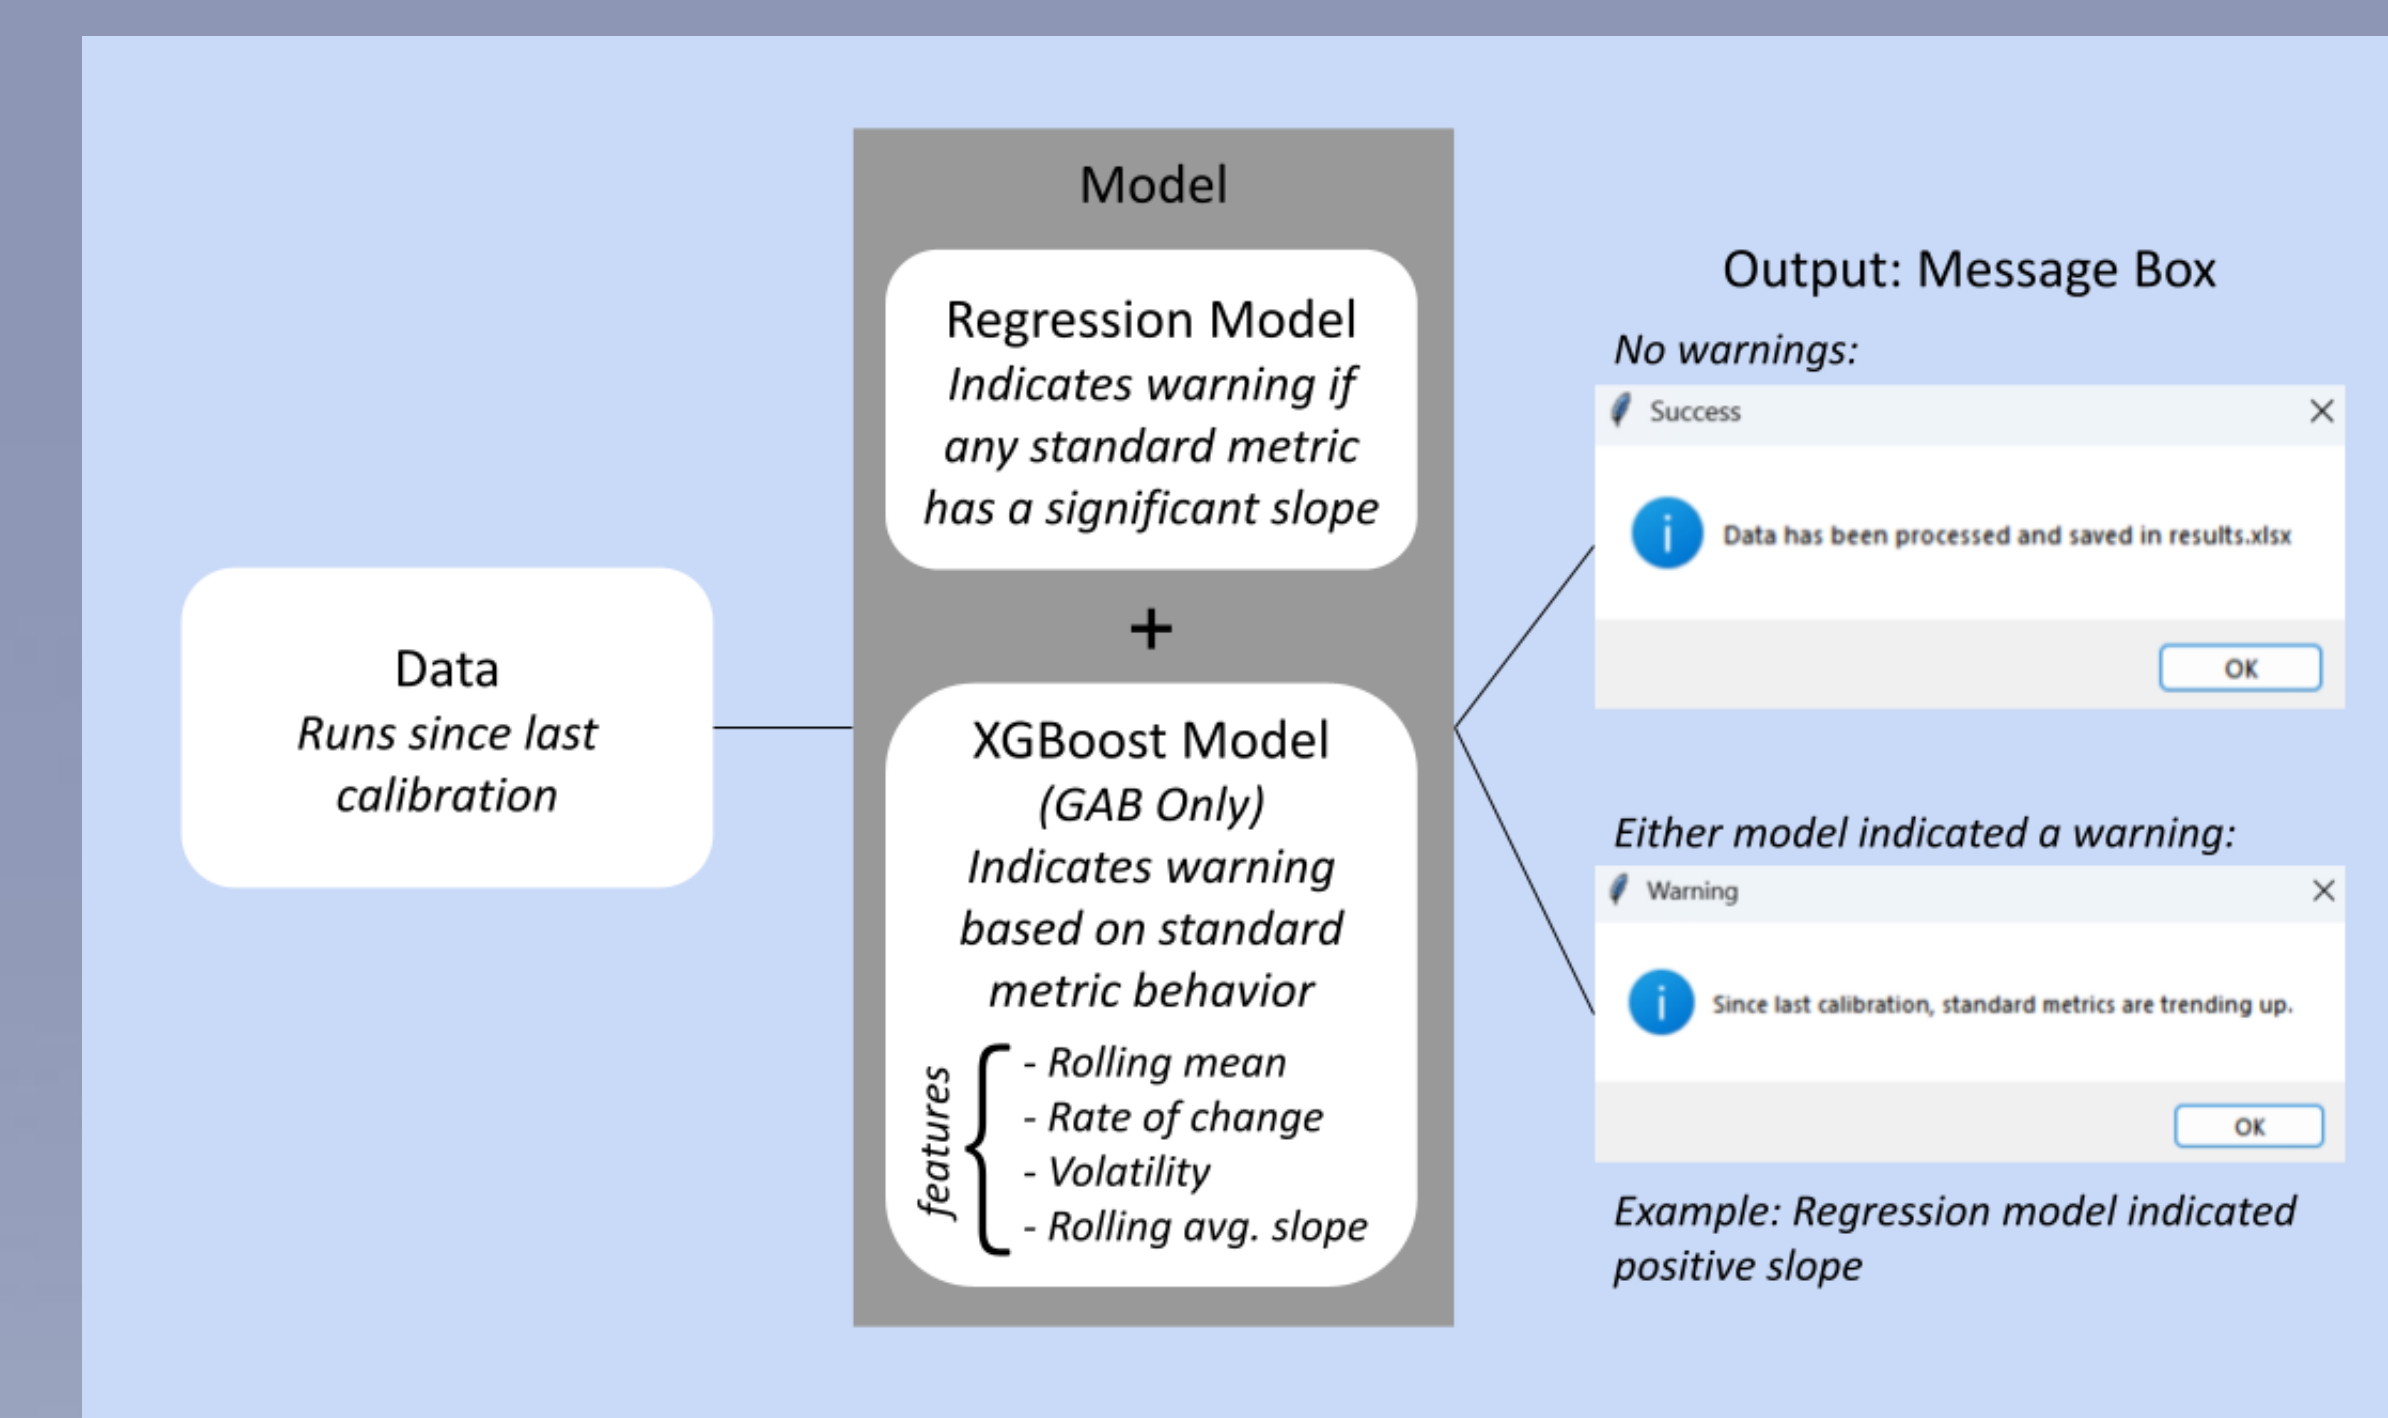 Data
Runs since last
calibration
Model
Regression Model
Indicates warning if
any standard metric
has a significant slope
+
XGBoost Model
(GAB Only)
Indicates warning
based on standard
metric behavior
features
- Rolling mean
- Rate of change
- Volatility
- Rolling avg. slope
Output: Message Box
No warnings:
Success
Data has been processed and saved in results.xlsx
OK
Either model indicated a warning:
Warning
Since last calibration, standard metrics are trending up.
OK
Example: Regression model indicated
positive slope